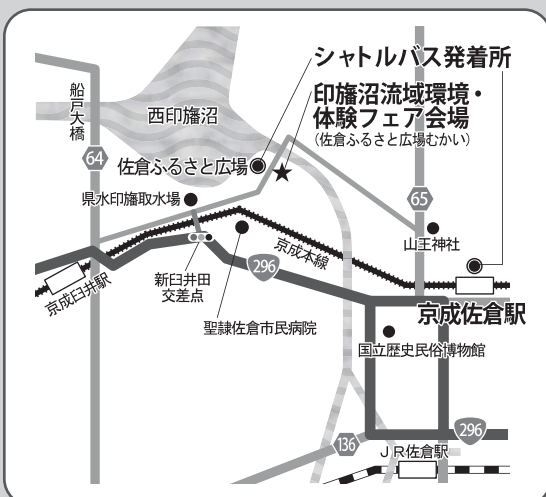 シャトルバス発着所
印旛沼流域環境・
体験フェア会場
（佐倉ふるさと広場むかい）
船戸大橋
西印旛沼
64
佐倉ふるさと広場
県水印旛取水場
65
山王神社
京成本線
296
京成臼井駅
新臼井田
交差点
聖隷佐倉市民病院
京成佐倉駅
国立歴史民俗博物館
296
136
ＪＲ佐倉駅